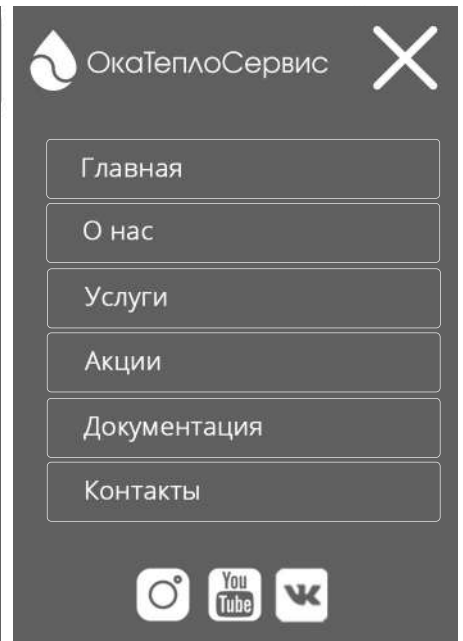 ОкаТеплоСервис
Главная
О нас
Услуги
Акции
Документация
Контакты
You
Tube